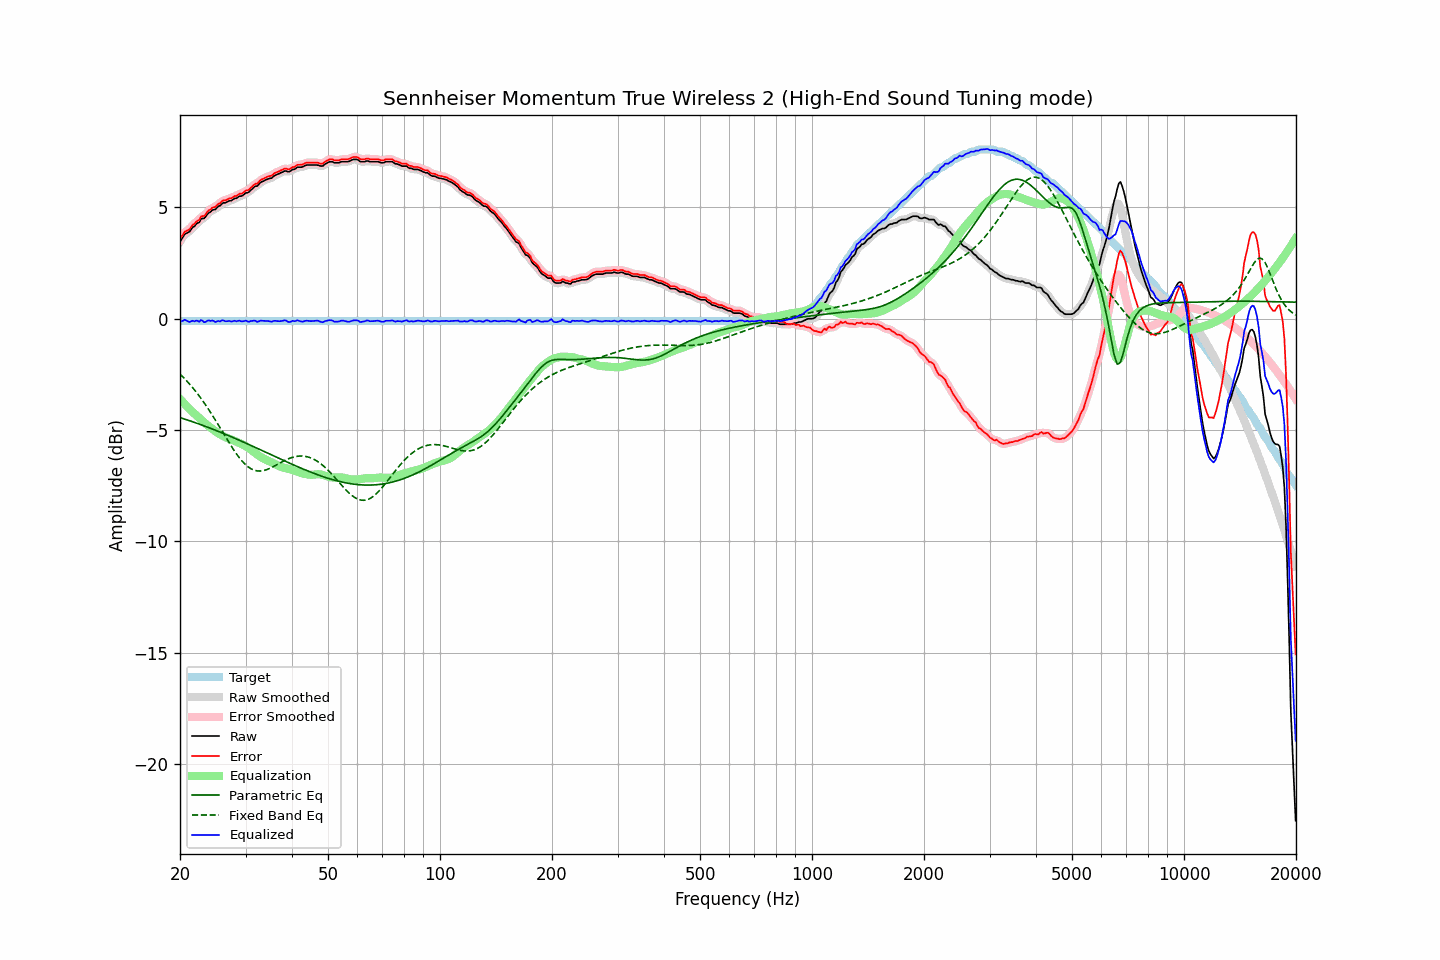 Sennheiser Momentum True Wireless 2 (High-End Sound Tuning mode)
5
0
−5
−10
−15
−20
Amplitude (dBr)
Target
Raw Smoothed
Error Smoothed
Raw
Error
Equalization
Parametric Eq
Fixed Band Eq
Equalized
20 50 100 200 500 1000 2000 5000 10000 20000
Frequency (Hz)